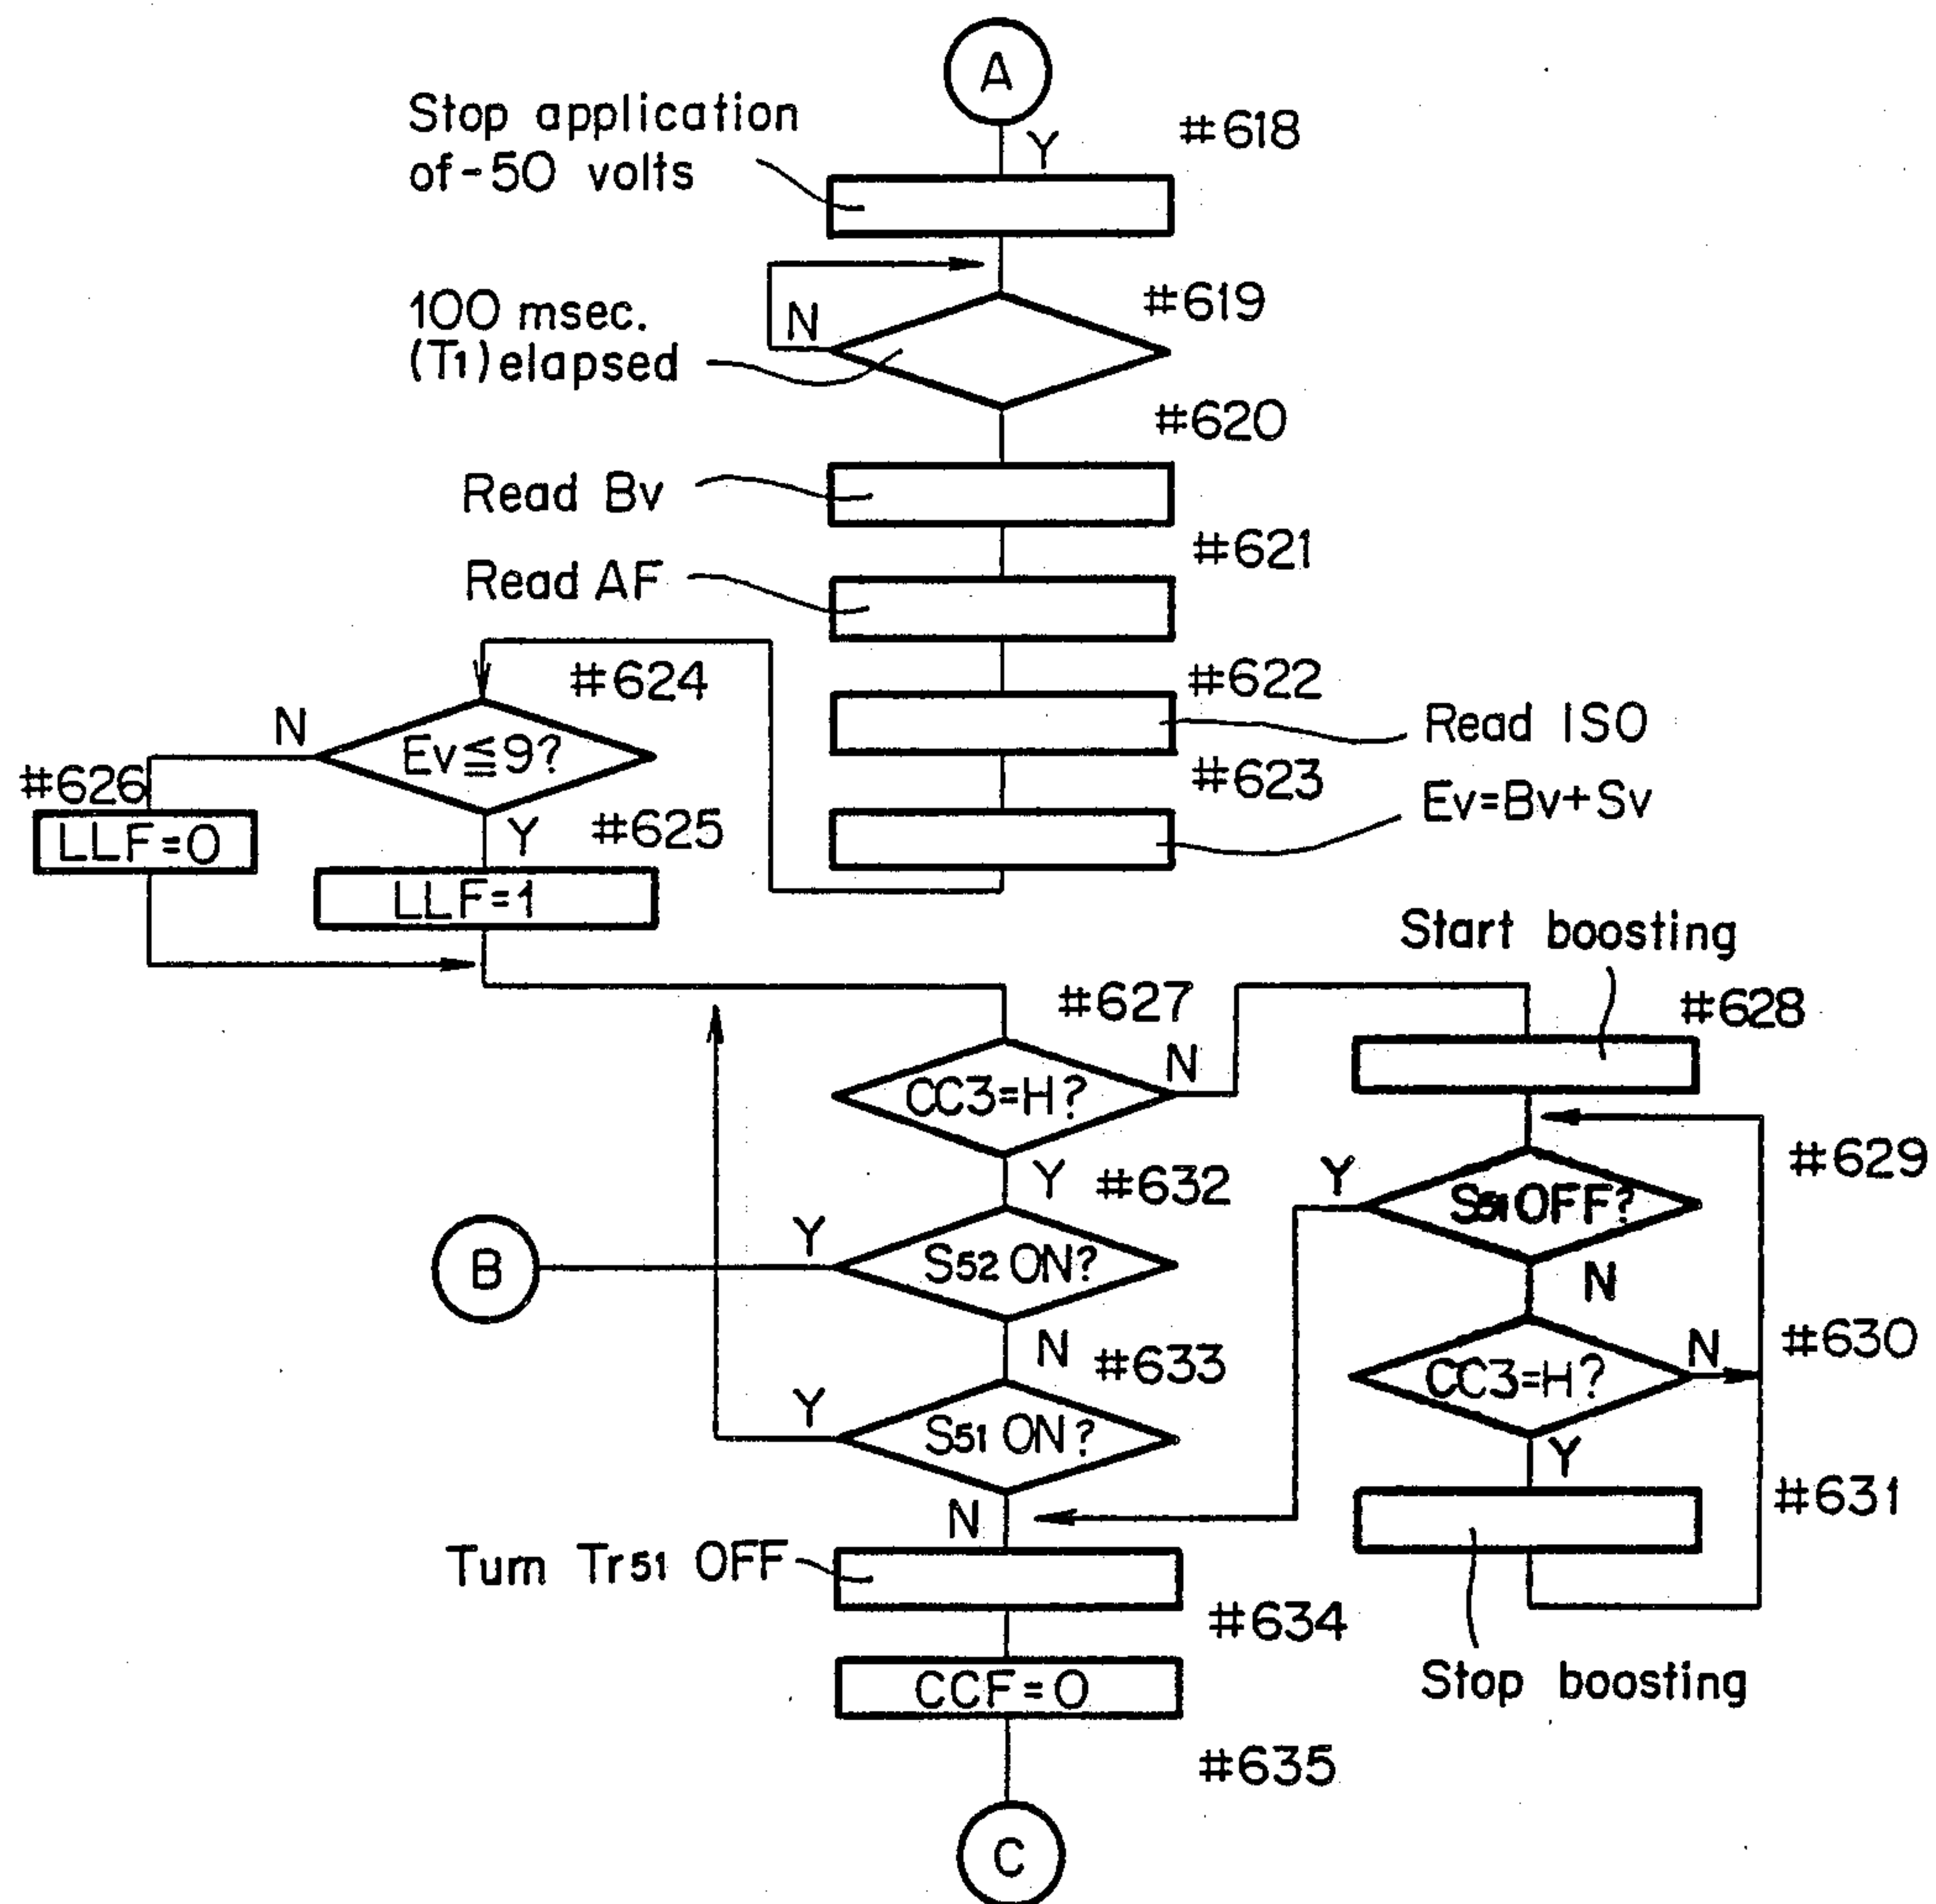 A
Stop application
of -50 volts
Y
#618
100 msec.
(T1) elapsed
N
#619
#620
Read Bv
#621
Read AF
#622
Read ISO
#623
Ev=Bv+Sv
#624
N
Ev≦9?
#626
LLF=0
Y
#625
LLF=1
Start boosting
#627
#628
CC3=H?
N
Y
#632
#629
Y
S51 OFF?
N
B
Y
S52 ON?
N
#633
#630
CC3=H?
N
Y
Y
S51 ON?
N
#631
Turn Tr51 OFF
#634
Stop boosting
CCF=0
#635
C